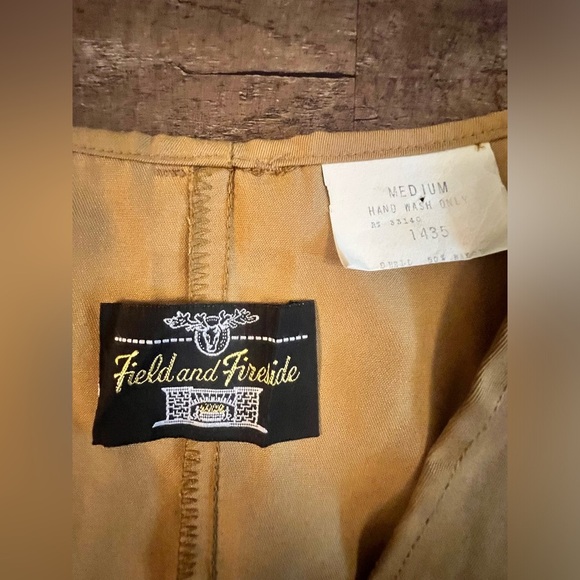 MEDIUM
HAND WASH ONLY
1435
Field and Fireside